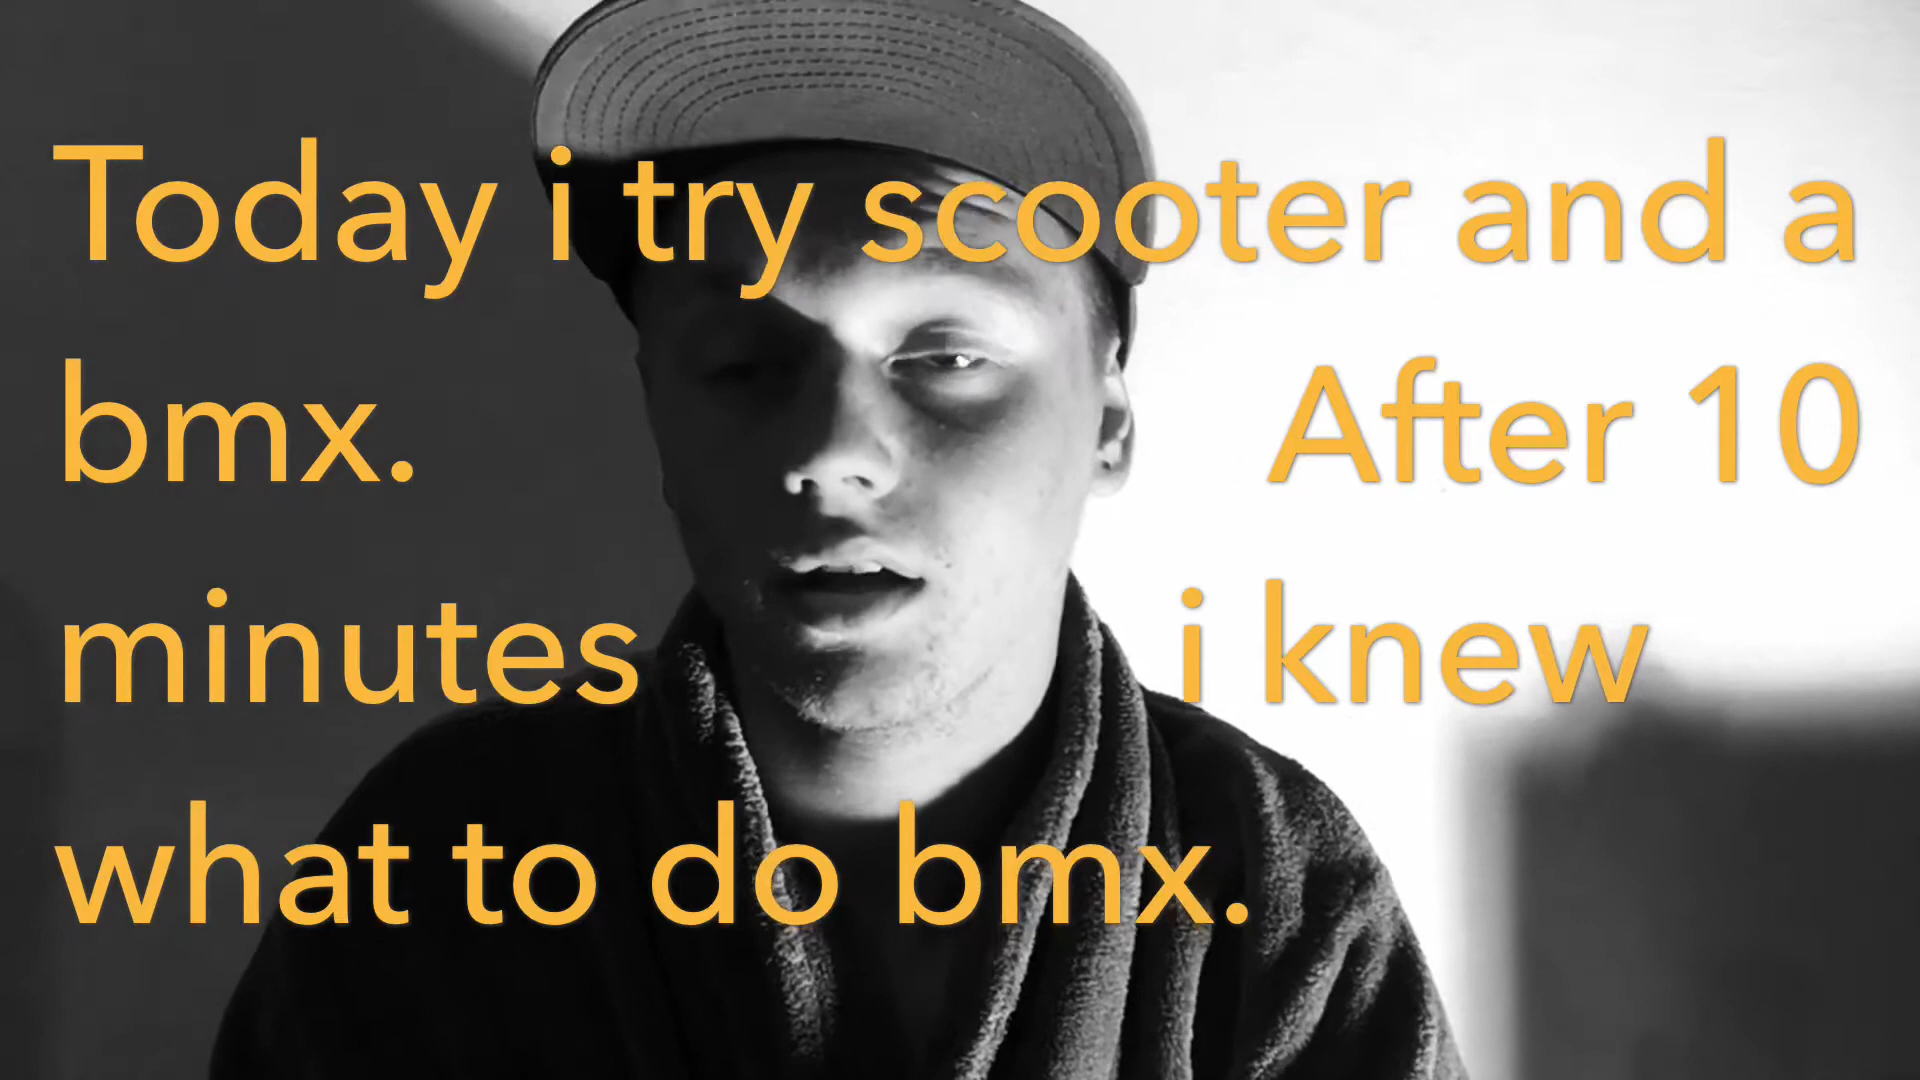 Today i try scooter and a
bmx. After 10
minutes i knew
what to do bmx.